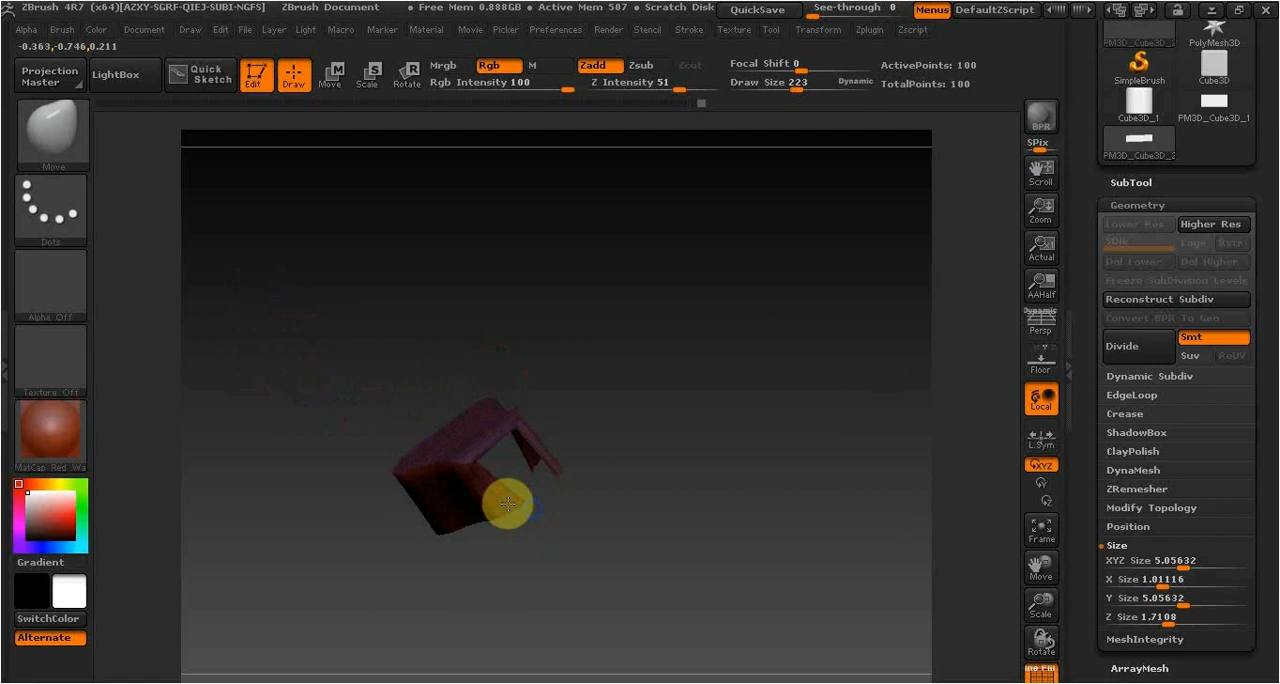 ZBrush 4R7 (x64)[AZXY-SGRF-QIEJ-SUBI-NGFS] ZBrush Document • Free Mem 0.888GB • Active Mem 507 • Scratch Disk QuickSave See-through 0 Menus DefaultZScript
Alpha Brush Color Document Draw Edit File Layer Light Macro Marker Material Movie Picker Preferences Render Stencil Stroke Texture Tool Transform Zplugin Zscript
-0.363,-0.746,0.211
Projection Master
LightBox
Quick Sketch
Edit
Draw
Move
Scale
Rotate
Mrgb Rgb M
Rgb Intensity 100
Zadd Zsub Zcut
Z Intensity 51
Focal Shift 0
Draw Size 223 Dynamic
ActivePoints: 100
TotalPoints: 100
Move
Dots
Alpha Off
Texture Off
MatCap Red Wa
Gradient
SwitchColor
Alternate
BPR
SPix
Scroll
Zoom
Actual
AAHalf
Dynamic
Persp
Floor
Local
L.Sym
XYZ
Y
Z
Frame
Move
Scale
Rotate
PM3D_Cube3D_2
PolyMesh3D
SimpleBrush
Cube3D
Cube3D_1
PM3D_Cube3D_1
PM3D_Cube3D_2
SubTool
Geometry
Lower Res Higher Res
SDiv
Cage Rstr
Del Lower Del Higher
Freeze SubDivision Levels
Reconstruct Subdiv
Convert BPR To Geo
Divide
Smt
Suv ReUV
Dynamic Subdiv
EdgeLoop
Crease
ShadowBox
ClayPolish
DynaMesh
ZRemesher
Modify Topology
Position
Size
XYZ Size 5.05632
X Size 1.01116
Y Size 5.05632
Z Size 1.7108
MeshIntegrity
ArrayMesh